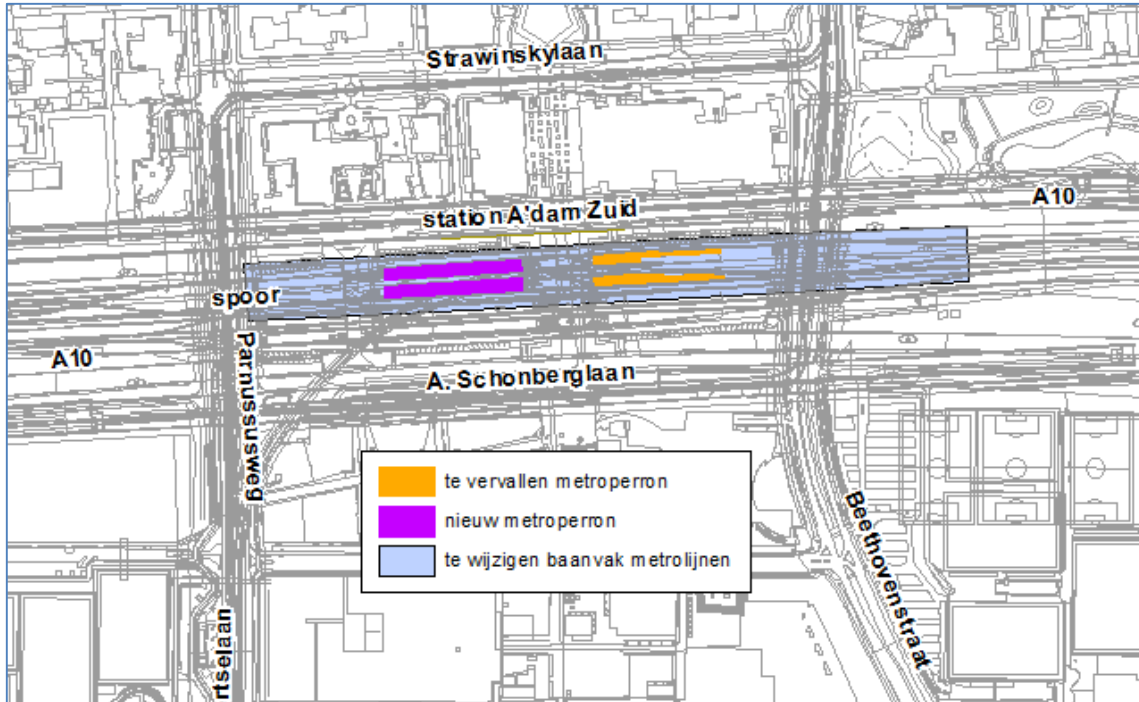 Strawinskylaan
A10
station A'dam Zuid
spoor
A10
Parnussusweg
A. Schonberglaan
te vervallen metroperron
nieuw metroperron
te wijzigen baanvak metrolijnen
Beethovenstraat
rtselaan